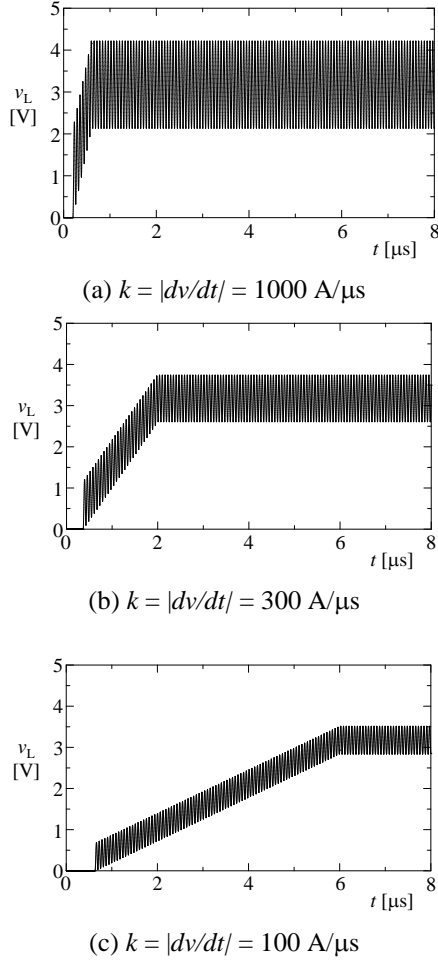 5
4
v_L
3
[V]
2
1
0
0 2 4 6 8
t [μs]
(a) k = |dv/dt| = 1000 A/μs
5
4
v_L
3
[V]
2
1
0
0 2 4 6 8
t [μs]
(b) k = |dv/dt| = 300 A/μs
5
4
v_L
3
[V]
2
1
0
0 2 4 6 8
t [μs]
(c) k = |dv/dt| = 100 A/μs